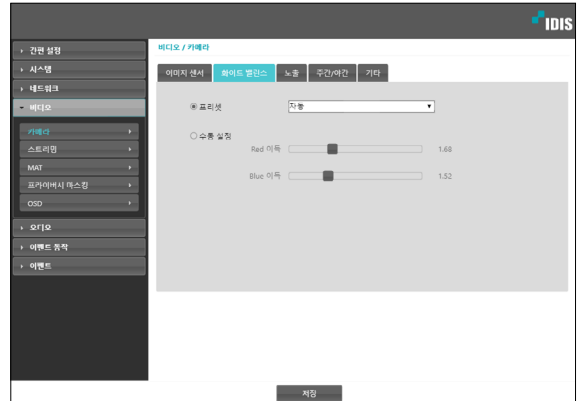 IDIS
간편 설정
시스템
네트워크
비디오
카메라
스트리밍
MAT
프라이버시 마스킹
OSD
오디오
이벤트 동작
이벤트
비디오 / 카메라
이미지 센서 화이트 밸런스 노출 주간/야간 기타
프리셋 자동
수동 설정
Red 이득 1.68
Blue 이득 1.52
저장